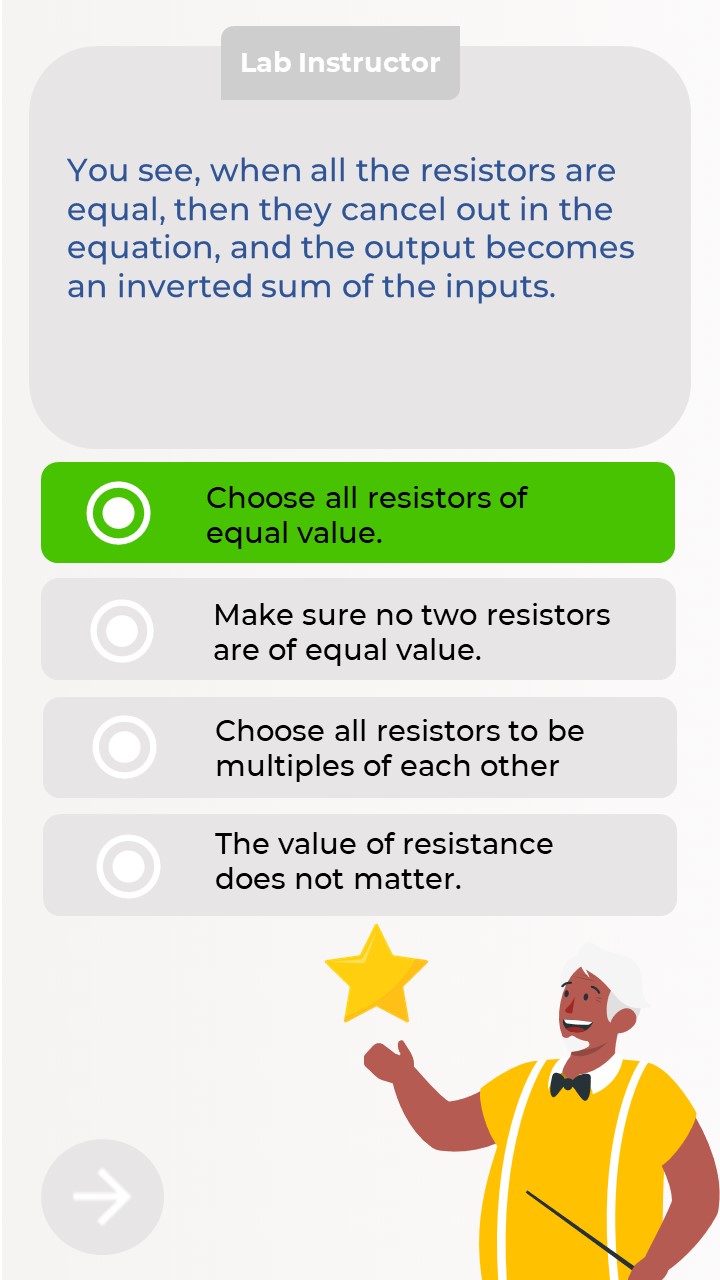 Lab Instructor
You see, when all the resistors are
equal, then they cancel out in the
equation, and the output becomes
an inverted sum of the inputs.
Choose all resistors of
equal value.
Make sure no two resistors
are of equal value.
Choose all resistors to be
multiples of each other
The value of resistance
does not matter.